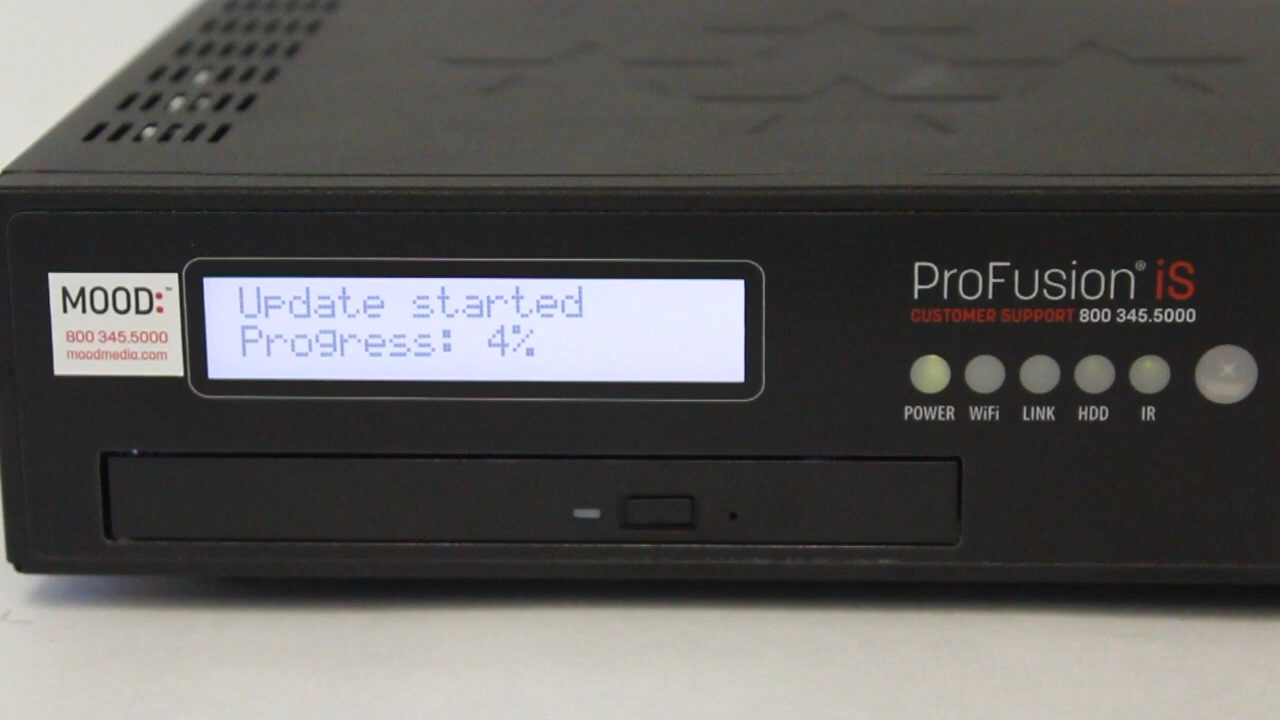 MOOD:™
800 345.5000
moodmedia.com
Update started
Progress: 4%
ProFusion® iS
CUSTOMER SUPPORT 800 345.5000
POWER WiFi LINK HDD IR